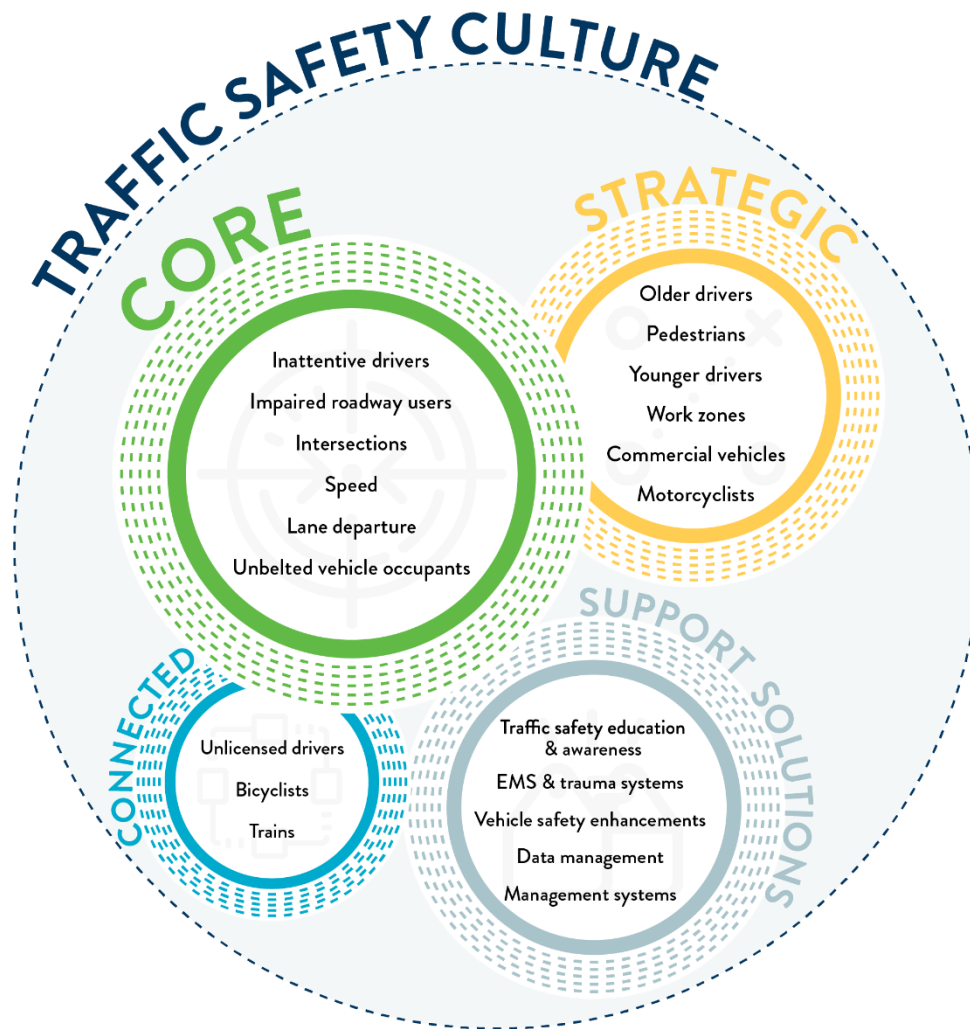 TRAFFIC SAFETY CULTURE
CORE
Inattentive drivers
Impaired roadway users
Intersections
Speed
Lane departure
Unbelted vehicle occupants
STRATEGIC
Older drivers
Pedestrians
Younger drivers
Work zones
Commercial vehicles
Motorcyclists
CONNECTED
Unlicensed drivers
Bicyclists
Trains
SUPPORT SOLUTIONS
Traffic safety education
& awareness
EMS & trauma systems
Vehicle safety enhancements
Data management
Management systems